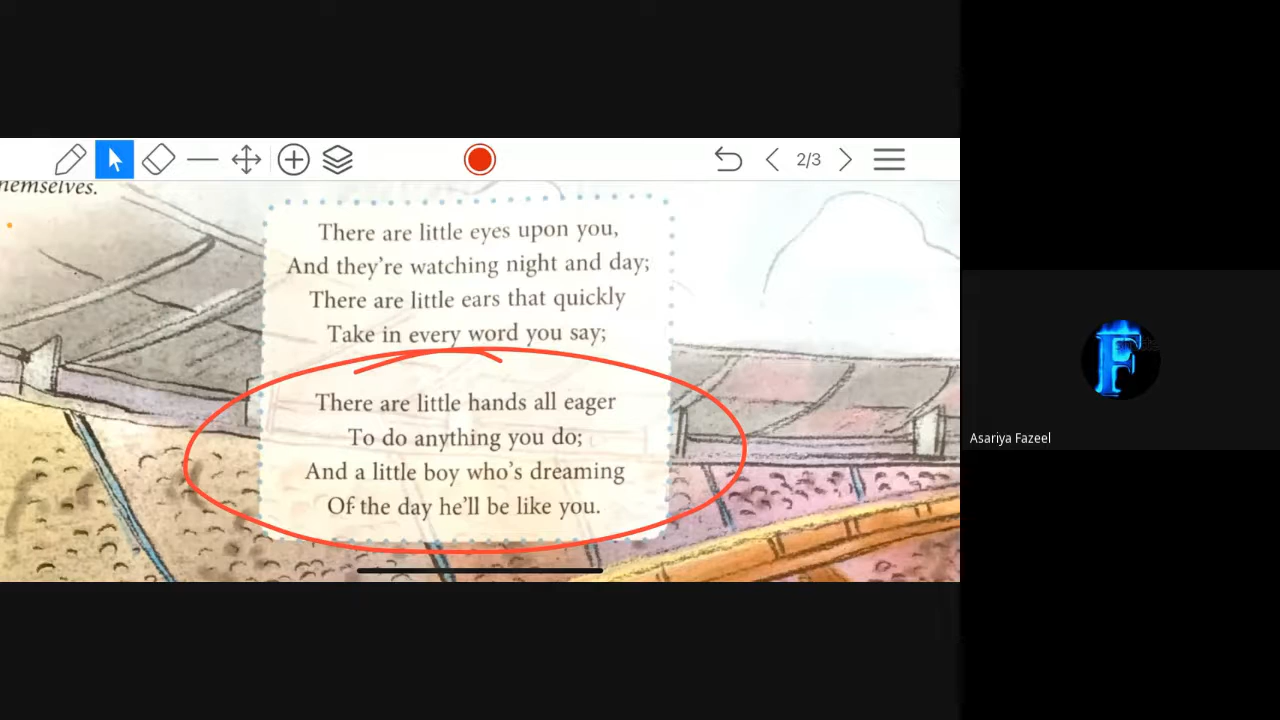 2/3
hemselves.
There are little eyes upon you,
And they're watching night and day;
There are little ears that quickly
Take in every word you say;
There are little hands all eager
To do anything you do;
And a little boy who's dreaming
Of the day he'll be like you.
F
Asariya Fazeel